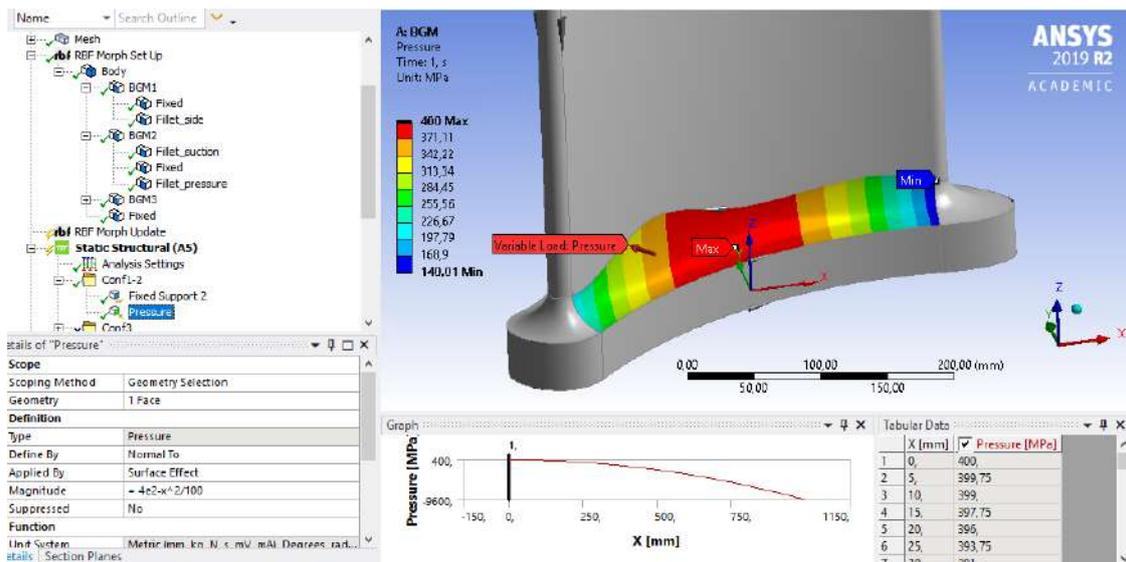 Name Search Outline
Mesh
rbf RBF Morph Set Up
Body
BGM1
Fixed
Fillet_side
BGM2
Fillet_suction
Fixed
Fillet_pressure
BGM3
Fixed
rbf RBF Morph Update
Static Structural (A5)
Analysis Settings
Conf1-2
Fixed Support 2
Pressure
Conf3
etails of "Pressure"
Scope
Scoping Method Geometry Selection
Geometry 1 Face
Definition
Type Pressure
Define By Normal To
Applied By Surface Effect
Magnitude = 4e2-x^2/100
Suppressed No
Function
Unit System Metric (mm, kg, N, s, mV, mA) Degrees rad...
etails Section Planes
A: BGM
Pressure
Time: 1, s
Unit: MPa
400 Max
371,11
342,22
313,34
284,45
255,56
226,67
197,79
168,9
140,01 Min
ANSYS
2019 R2
ACADEMIC
Min
Variable Load: Pressure
Max
Z
X
Z
Y
X
0,00 100,00 200,00 (mm)
50,00 150,00
Graph
Pressure [MPa]
1,
400,
-9600,
-150, 0, 250, 500, 750, 1150,
X [mm]
Tabular Data
X [mm] Pressure [MPa]
1 0, 400,
2 5, 399,75
3 10, 399,
4 15, 397,75
5 20, 396,
6 25, 393,75